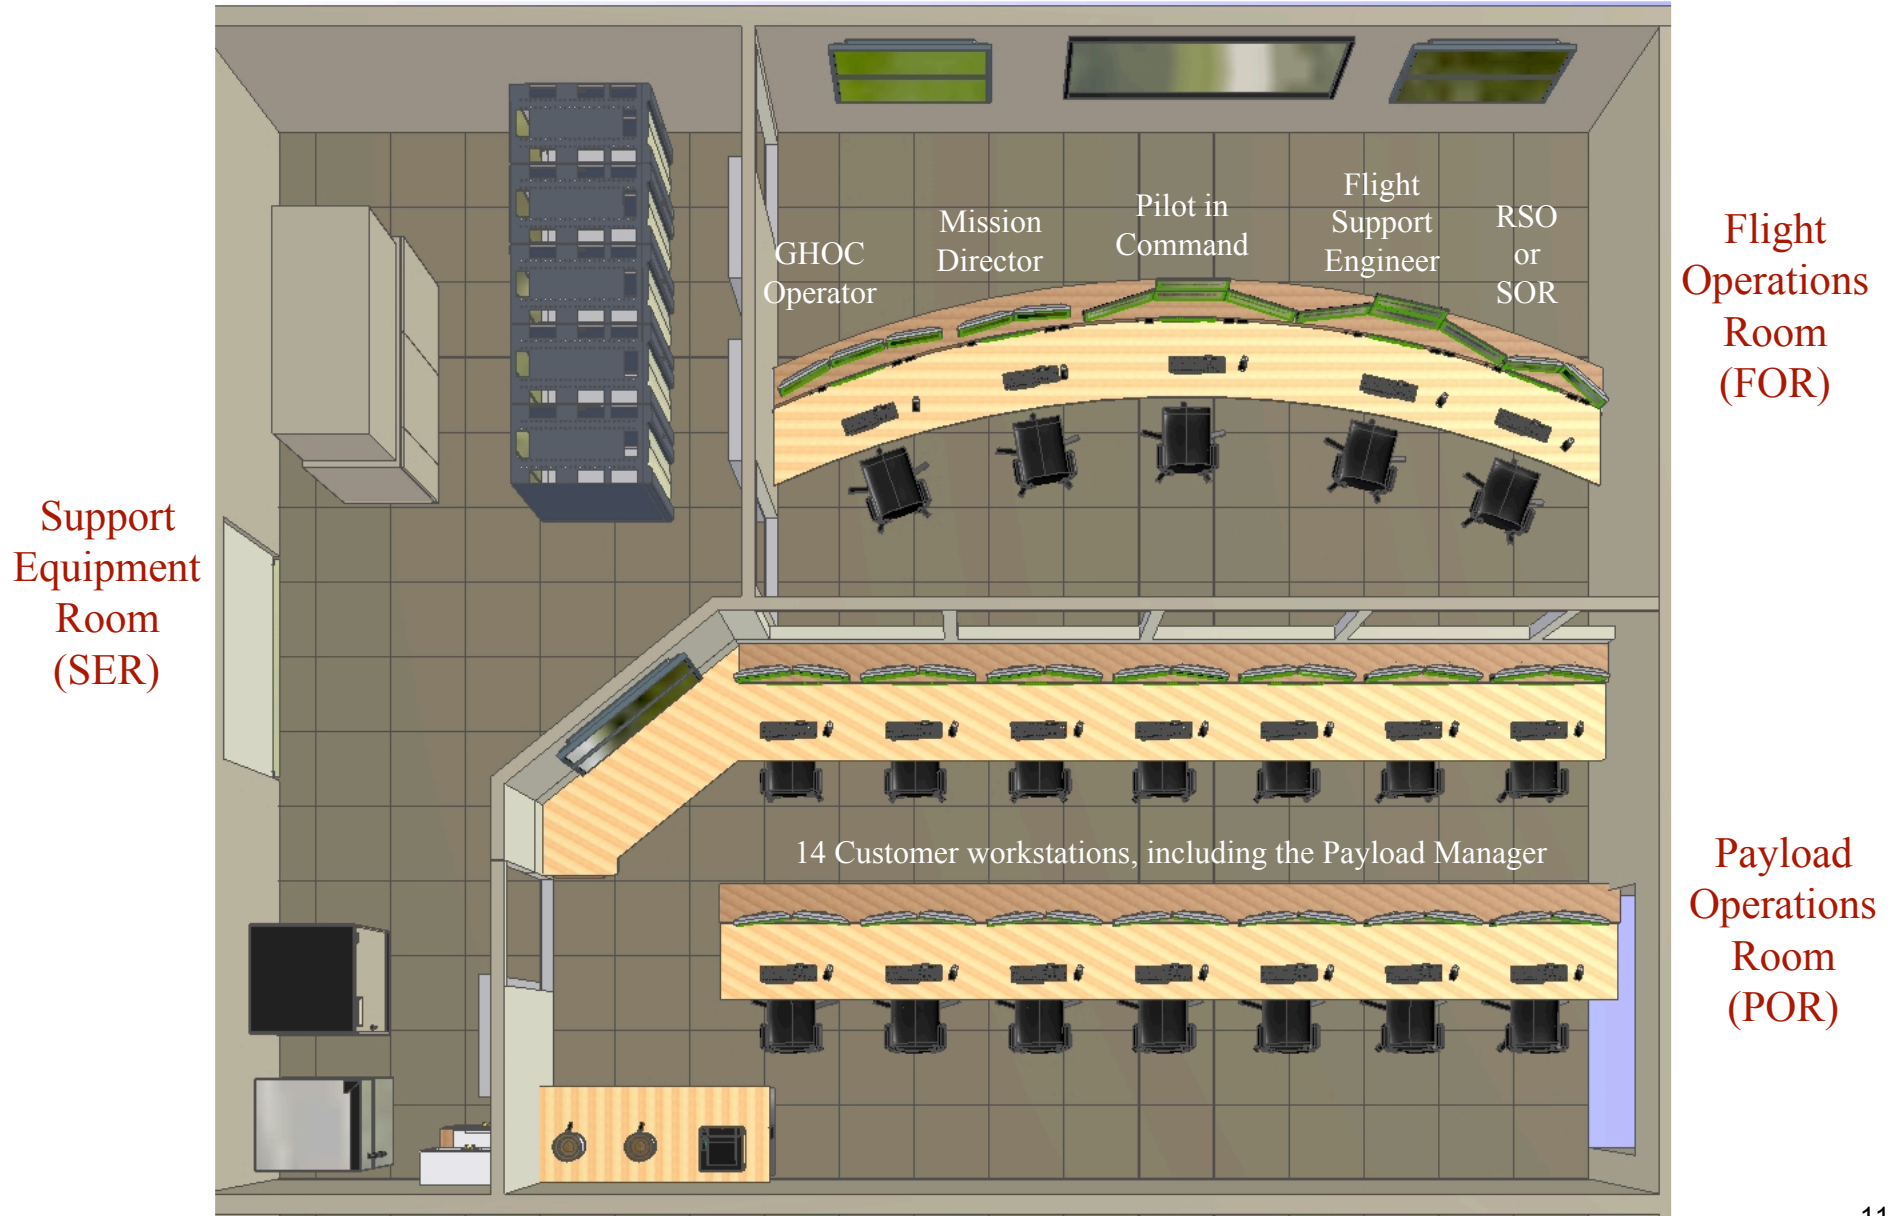 GHOC
Operator
Mission
Director
Pilot in
Command
Flight
Support
Engineer
RSO
or
SOR
Flight
Operations
Room
(FOR)
Support
Equipment
Room
(SER)
14 Customer workstations, including the Payload Manager
Payload
Operations
Room
(POR)
11